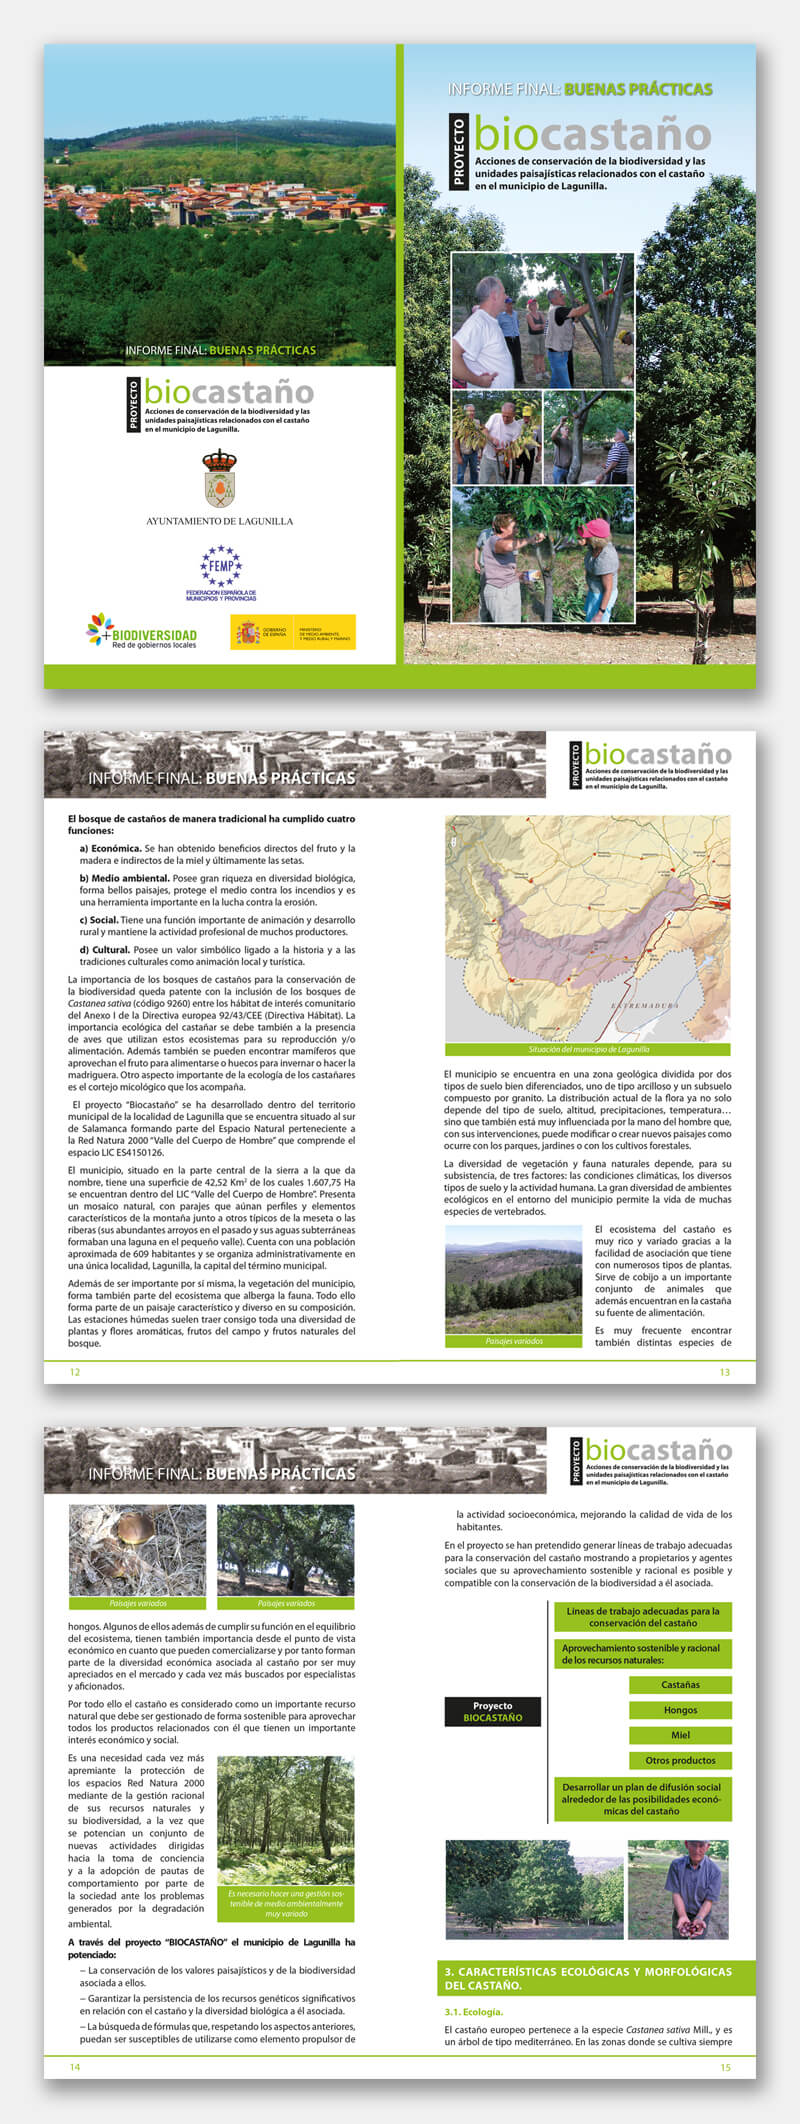 INFORME FINAL: BUENAS PRÁCTICAS
PROYECTO
biocastaño
Acciones de conservación de la biodiversidad y las
unidades paisajísticas relacionados con el castaño
en el municipio de Lagunilla.
AYUNTAMIENTO DE LAGUNILLA
FEMP
FEDERACION ESPAÑOLA DE
MUNICIPIOS Y PROVINCIAS
+BIODIVERSIDAD
Red de gobiernos locales
GOBIERNO
DE ESPAÑA
MINISTERIO
DE MEDIO AMBIENTE,
Y MEDIO RURAL Y MARINO
INFORME FINAL: BUENAS PRÁCTICAS
PROYECTO
biocastaño
Acciones de conservación de la biodiversidad y las
unidades paisajísticas relacionados con el castaño
en el municipio de Lagunilla.
INFORME FINAL: BUENAS PRÁCTICAS
El bosque de castaños de manera tradicional ha cumplido cuatro
funciones:
a) Económica. Se han obtenido beneficios directos del fruto y la
madera e indirectos de la miel y últimamente las setas.
b) Medio ambiental. Posee gran riqueza en diversidad biológica,
forma bellos paisajes, protege el medio contra los incendios y es
una herramienta importante en la lucha contra la erosión.
c) Social. Tiene una función importante de animación y desarrollo
rural y mantiene la actividad profesional de muchos productores.
d) Cultural. Posee un valor simbólico ligado a la historia y a las
tradiciones culturales como animación local y turística.
La importancia de los bosques de castaños para la conservación de
la biodiversidad queda patente con la inclusión de los bosques de
Castanea sativa (código 9260) entre los hábitat de interés comunitario
del Anexo I de la Directiva europea 92/43/CEE (Directiva Hábitat). La
importancia ecológica del castañar se debe también a la presencia
de aves que utilizan estos ecosistemas para su reproducción y/o
alimentación. Además también se pueden encontrar mamíferos que
aprovechan el fruto para alimentarse o huecos para invernar o hacer la
madriguera. Otro aspecto importante de la ecología de los castañares
es el cortejo micológico que los acompaña.
El proyecto "Biocastaño" se ha desarrollado dentro del territorio
municipal de la localidad de Lagunilla que se encuentra situado al sur
de Salamanca formando parte del Espacio Natural perteneciente a
la Red Natura 2000 "Valle del Cuerpo de Hombre" que comprende el
espacio LIC ES4150126.
El municipio, situado en la parte central de la sierra a la que da
nombre, tiene una superficie de 42,52 Km² de los cuales 1.607,75 Ha
se encuentran dentro del LIC "Valle del Cuerpo de Hombre". Presenta
un mosaico natural, con parajes que aúnan perfiles y elementos
característicos de la montaña junto a otros típicos de la meseta o las
riberas (sus abundantes arroyos en el pasado y sus aguas subterráneas
formaban una laguna en el pequeño valle). Cuenta con una población
aproximada de 609 habitantes y se organiza administrativamente en
una única localidad, Lagunilla, la capital del término municipal.
Además de ser importante por sí misma, la vegetación del municipio,
forma también parte del ecosistema que alberga la fauna. Todo ello
forma parte de un paisaje característico y diverso en su composición.
Las estaciones húmedas suelen traer consigo toda una diversidad de
plantas y flores aromáticas, frutos del campo y frutos naturales del
bosque.
12
PROYECTO
biocastaño
Acciones de conservación de la biodiversidad y las
unidades paisajísticas relacionados con el castaño
en el municipio de Lagunilla.
EXTREMADURA
Situación del municipio de Lagunilla
El municipio se encuentra en una zona geológica dividida por dos
tipos de suelo bien diferenciados, uno de tipo arcilloso y un subsuelo
compuesto por granito. La distribución actual de la flora ya no solo
depende del tipo de suelo, altitud, precipitaciones, temperatura…
sino que también está muy influenciada por la mano del hombre que,
con sus intervenciones, puede modificar o crear nuevos paisajes como
ocurre con los parques, jardines o con los cultivos forestales.
La diversidad de vegetación y fauna naturales depende, para su
subsistencia, de tres factores: las condiciones climáticas, los diversos
tipos de suelo y la actividad humana. La gran diversidad de ambientes
ecológicos en el entorno del municipio permite la vida de muchas
especies de vertebrados.
El ecosistema del castaño es
muy rico y variado gracias a la
facilidad de asociación que tiene
con numerosos tipos de plantas.
Sirve de cobijo a un importante
conjunto de animales que
además encuentran en la castaña
su fuente de alimentación.
Es muy frecuente encontrar
también distintas especies de
Paisajes variados
13
INFORME FINAL: BUENAS PRÁCTICAS
Paisajes variados
Paisajes variados
hongos. Algunos de ellos además de cumplir su función en el equilibrio
del ecosistema, tienen también importancia desde el punto de vista
económico en cuanto que pueden comercializarse y por tanto forman
parte de la diversidad económica asociada al castaño por ser muy
apreciados en el mercado y cada vez más buscados por especialistas
y aficionados.
Por todo ello el castaño es considerado como un importante recurso
natural que debe ser gestionado de forma sostenible para aprovechar
todos los productos relacionados con él que tienen un importante
interés económico y social.
Es una necesidad cada vez más
apremiante la protección de
los espacios Red Natura 2000
mediante de la gestión racional
de sus recursos naturales y
su biodiversidad, a la vez que
se potencian un conjunto de
nuevas actividades dirigidas
hacia la toma de conciencia
y a la adopción de pautas de
comportamiento por parte de
la sociedad ante los problemas
generados por la degradación
ambiental.
Es necesario hacer una gestión sos-
tenible de medio ambientalmente
muy variado
A través del proyecto "BIOCASTAÑO" el municipio de Lagunilla ha
potenciado:
– La conservación de los valores paisajísticos y de la biodiversidad
asociada a ellos.
– Garantizar la persistencia de los recursos genéticos significativos
en relación con el castaño y la diversidad biológica a él asociada.
– La búsqueda de fórmulas que, respetando los aspectos anteriores,
puedan ser susceptibles de utilizarse como elemento propulsor de
14
PROYECTO
biocastaño
Acciones de conservación de la biodiversidad y las
unidades paisajísticas relacionados con el castaño
en el municipio de Lagunilla.
la actividad socioeconómica, mejorando la calidad de vida de los
habitantes.
En el proyecto se han pretendido generar líneas de trabajo adecuadas
para la conservación del castaño mostrando a propietarios y agentes
sociales que su aprovechamiento sostenible y racional es posible y
compatible con la conservación de la biodiversidad a él asociada.
Líneas de trabajo adecuadas para la
conservación del castaño
Aprovechamiento sostenible y racional
de los recursos naturales:
Castañas
Proyecto
BIOCASTAÑO
Hongos
Miel
Otros productos
Desarrollar un plan de difusión social
alrededor de las posibilidades econó-
micas del castaño
3. CARACTERÍSTICAS ECOLÓGICAS Y MORFOLÓGICAS
DEL CASTAÑO.
3.1. Ecología.
El castaño europeo pertenece a la especie Castanea sativa Mill., y es
un árbol de tipo mediterráneo. En las zonas donde se cultiva siempre
15